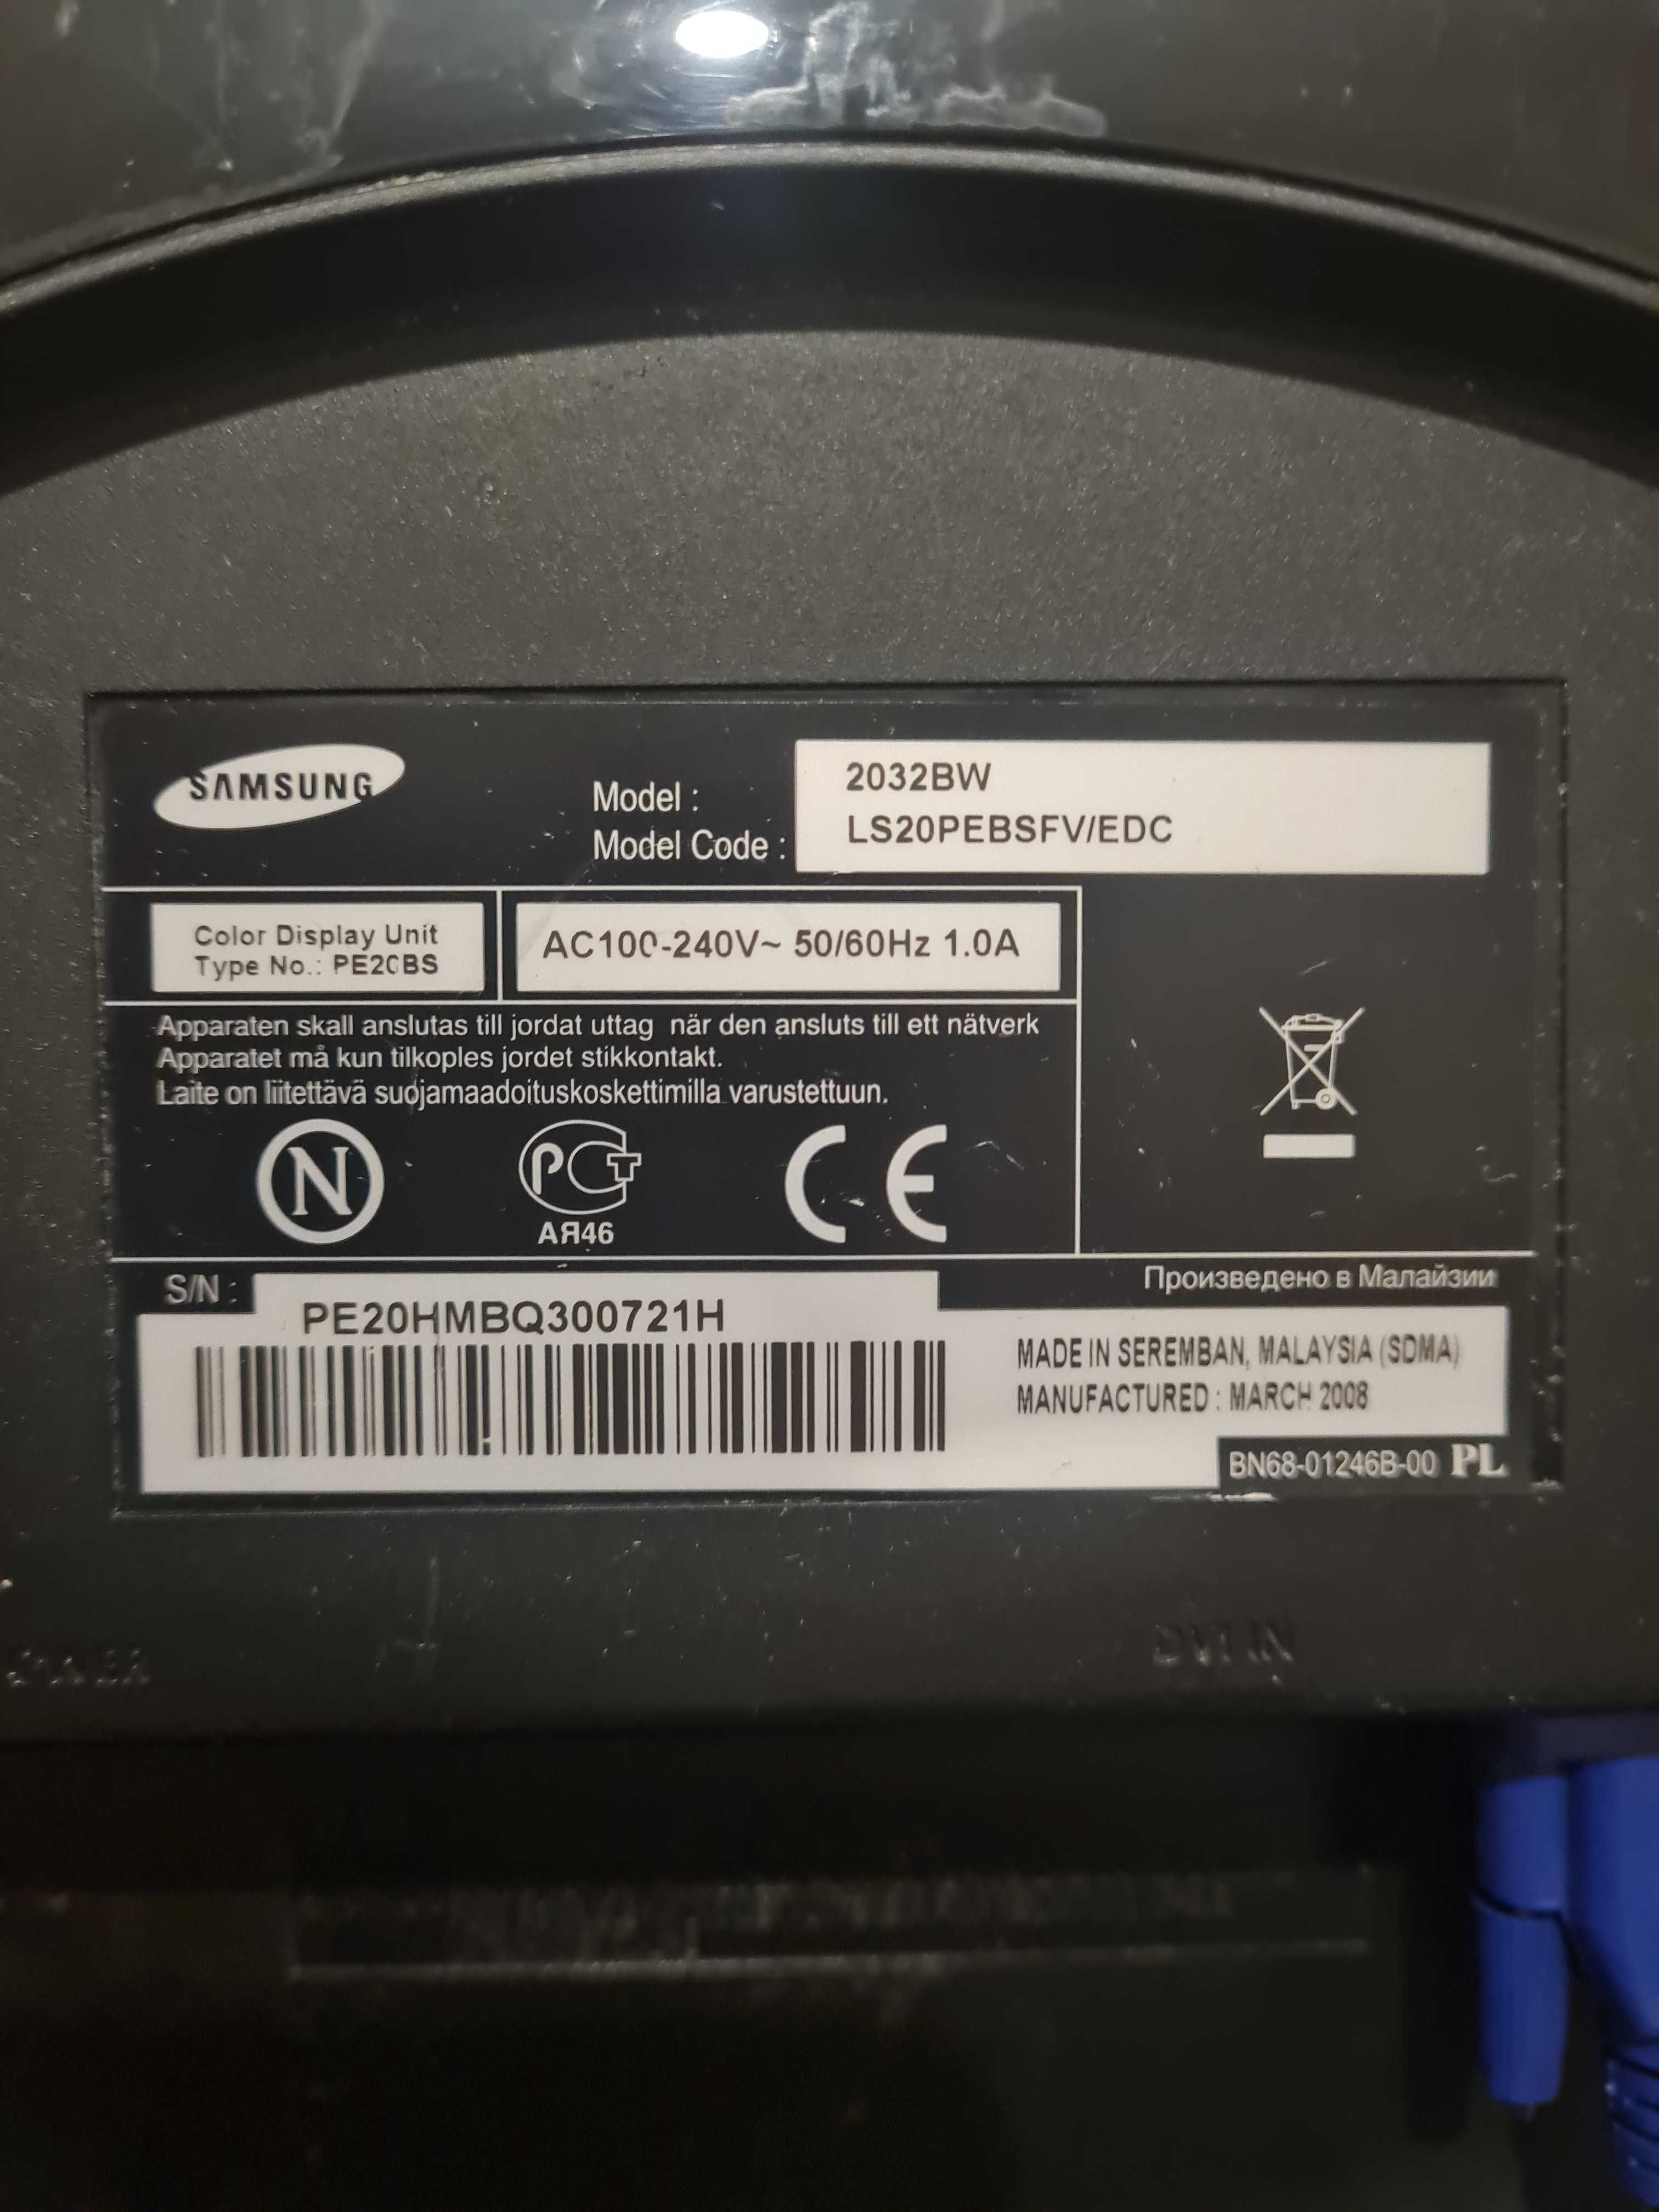 SAMSUNG
Model :
2032BW
Model Code :
LS20PEBSFV/EDC
Color Display Unit
Type No.: PE20BS
AC100-240V~ 50/60Hz 1.0A
Apparaten skall anslutas till jordat uttag när den ansluts till ett nätverk
Apparatet må kun tilkoples jordet stikkontakt.
Laite on liitettävä suojamaadoituskoskettimilla varustettuun.
N
РСТ
АЯ46
CE
S/N :
PE20HMBQ300721H
Произведено в Малайзии
MADE IN SEREMBAN, MALAYSIA (SDMA)
MANUFACTURED : MARCH 2008
BN68-01246B-00 PL
POWER
DVI IN